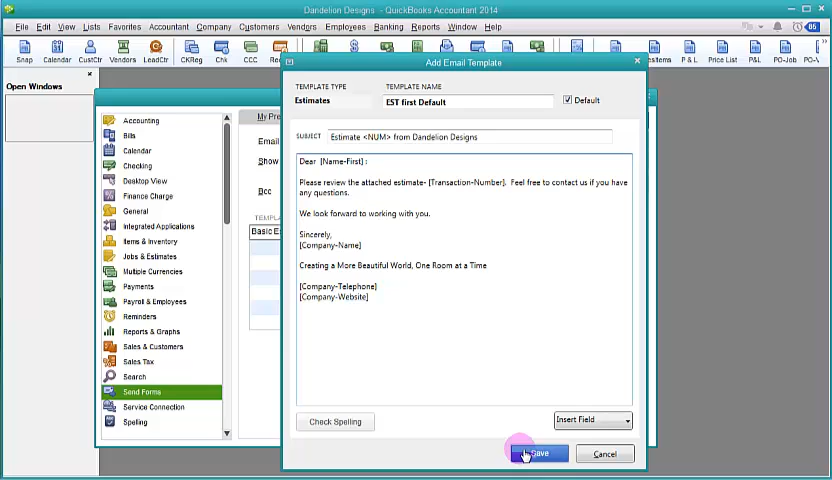 Dandelion Designs - QuickBooks Accountant 2014
File Edit View Lists Favorites Accountant Company Customers Vendors Employees Banking Reports Window Help
05
Snap Calendar CustCtr Vendors LeadCtr CKReg Chk CCC P & L Price List P&L PO-Job
Open Windows
Add Email Template
TEMPLATE TYPE TEMPLATE NAME
Estimates EST first Default Default
SUBJECT Estimate <NUM> from Dandelion Designs
Dear [Name-First] :
Please review the attached estimate- [Transaction-Number]. Feel free to contact us if you have
any questions.
We look forward to working with you.
Sincerely,
[Company-Name]
Creating a More Beautiful World, One Room at a Time
[Company-Telephone]
[Company-Website]
Check Spelling Insert Field
Save Cancel
Accounting
Bills
Calendar
Checking
Desktop View
Finance Charge
General
Integrated Applications
Items & Inventory
Jobs & Estimates
Multiple Currencies
Payments
Payroll & Employees
Reminders
Reports & Graphs
Sales & Customers
Sales Tax
Search
Send Forms
Service Connection
Spelling
My Pre
Email
Show
Bcc
TEMPLA
Basic Es